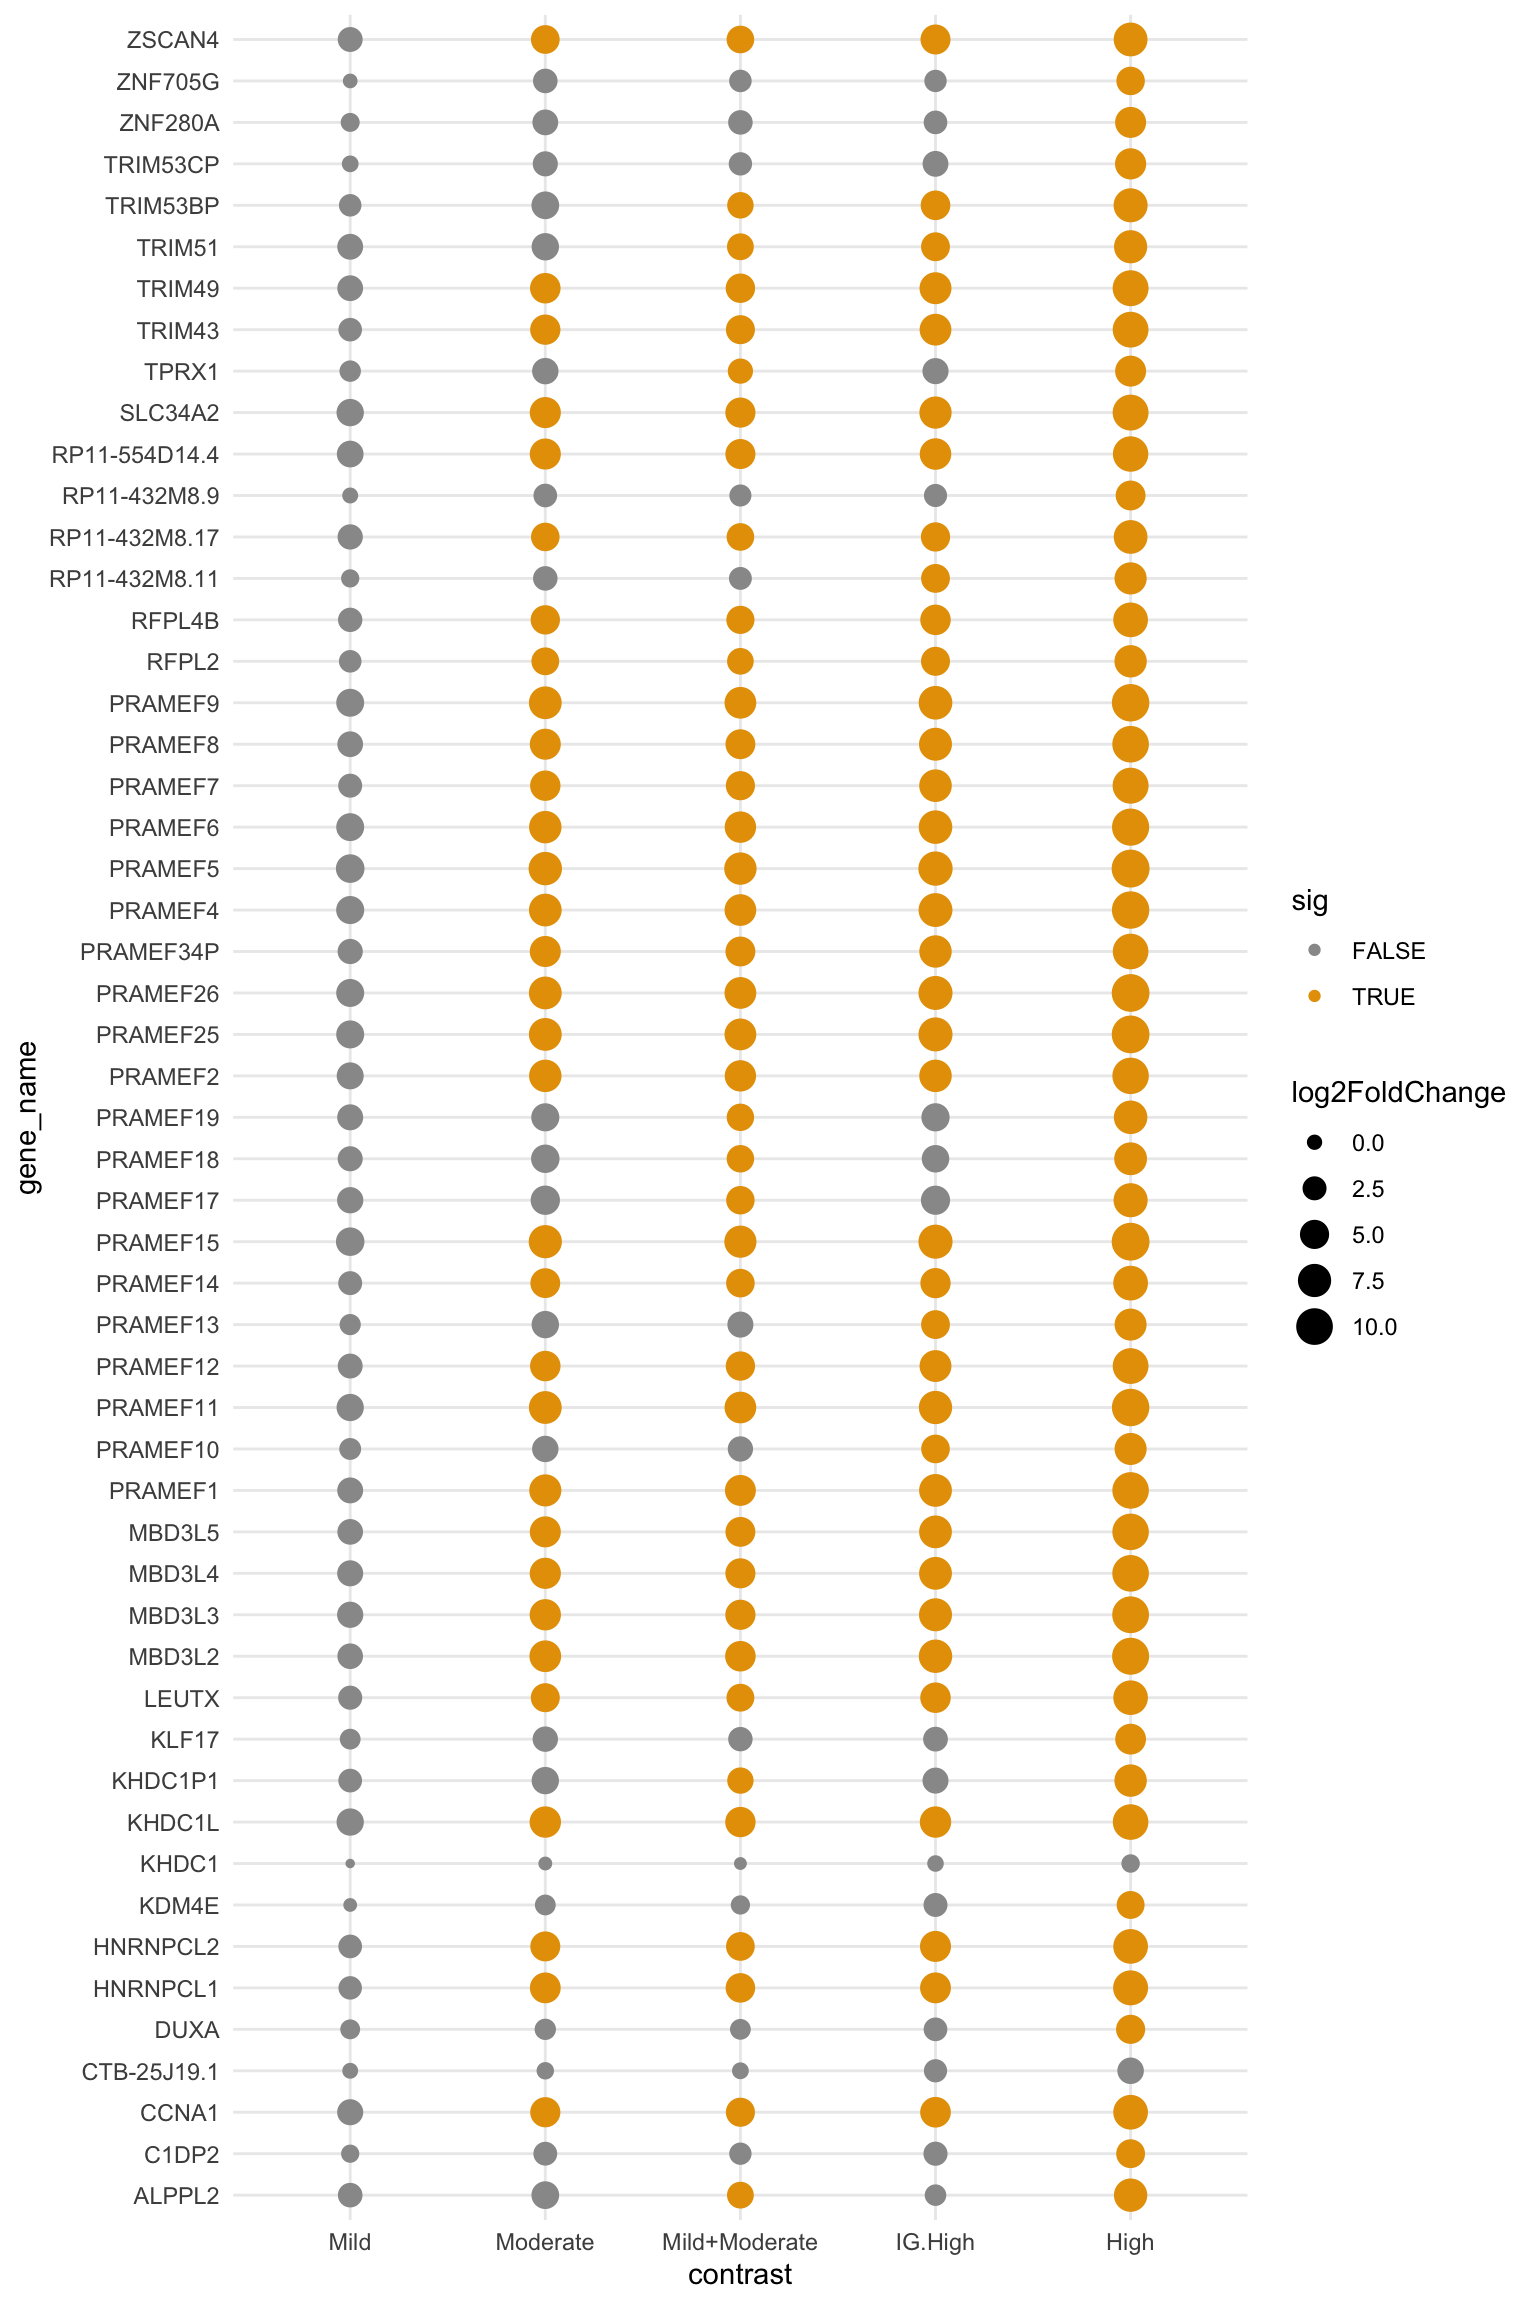 ZSCAN4
ZNF705G
ZNF280A
TRIM53CP
TRIM53BP
TRIM51
TRIM49
TRIM43
TPRX1
SLC34A2
RP11-554D14.4
RP11-432M8.9
RP11-432M8.17
RP11-432M8.11
RFPL4B
RFPL2
PRAMEF9
PRAMEF8
PRAMEF7
PRAMEF6
PRAMEF5
PRAMEF4
PRAMEF34P
PRAMEF26
PRAMEF25
PRAMEF2
PRAMEF19
PRAMEF18
PRAMEF17
PRAMEF15
PRAMEF14
PRAMEF13
PRAMEF12
PRAMEF11
PRAMEF10
PRAMEF1
MBD3L5
MBD3L4
MBD3L3
MBD3L2
LEUTX
KLF17
KHDC1P1
KHDC1L
KHDC1
KDM4E
HNRNPCL2
HNRNPCL1
DUXA
CTB-25J19.1
CCNA1
C1DP2
ALPPL2
gene_name
Mild Moderate Mild+Moderate IG.High High
contrast
sig
FALSE
TRUE
log2FoldChange
0.0
2.5
5.0
7.5
10.0